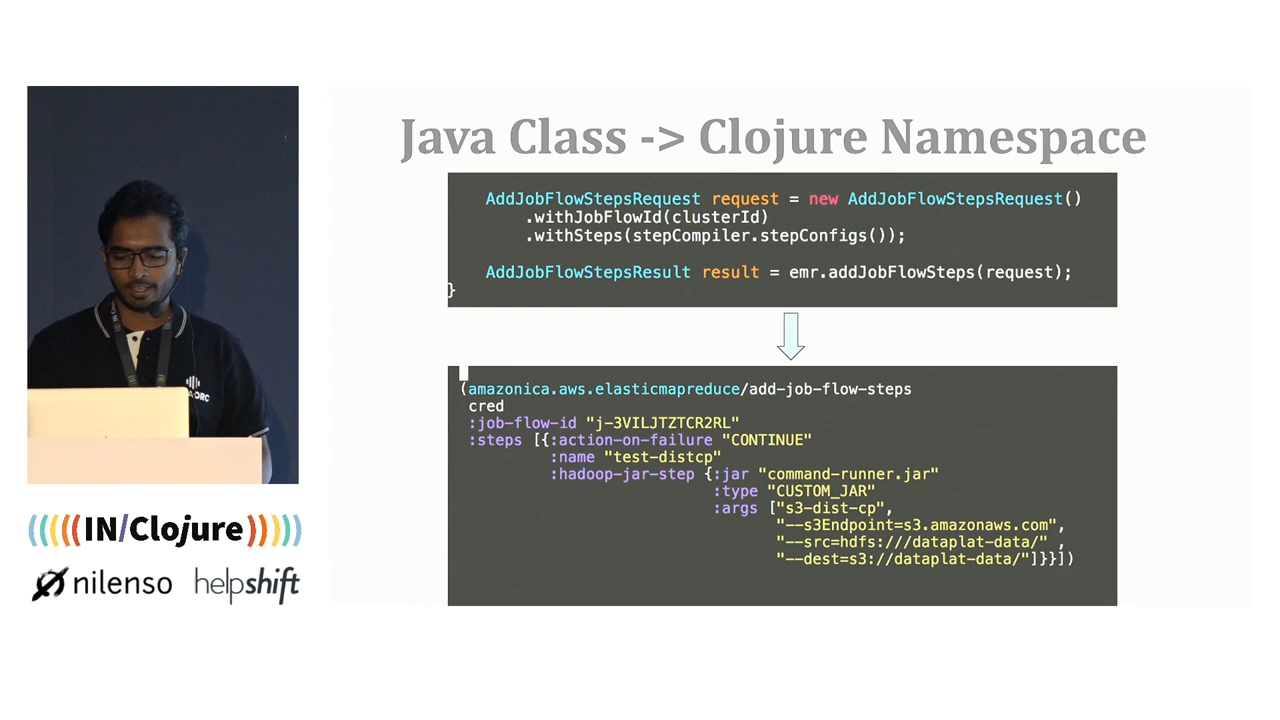 Java Class -> Clojure Namespace
AddJobFlowStepsRequest request = new AddJobFlowStepsRequest()
.withJobFlowId(clusterId)
.withSteps(stepCompiler.stepConfigs());
AddJobFlowStepsResult result = emr.addJobFlowSteps(request);
}
(amazonica.aws.elasticmapreduce/add-job-flow-steps
cred
:job-flow-id "j-3VILJTZTCR2RL"
:steps [{:action-on-failure "CONTINUE"
:name "test-distcp"
:hadoop-jar-step {:jar "command-runner.jar"
:type "CUSTOM_JAR"
:args ["s3-dist-cp",
"--s3Endpoint=s3.amazonaws.com",
"--src=hdfs:///dataplat-data/" ,
"--dest=s3://dataplat-data/"]}}])
((((((IN/Clojure))))))
nilenso helpshift